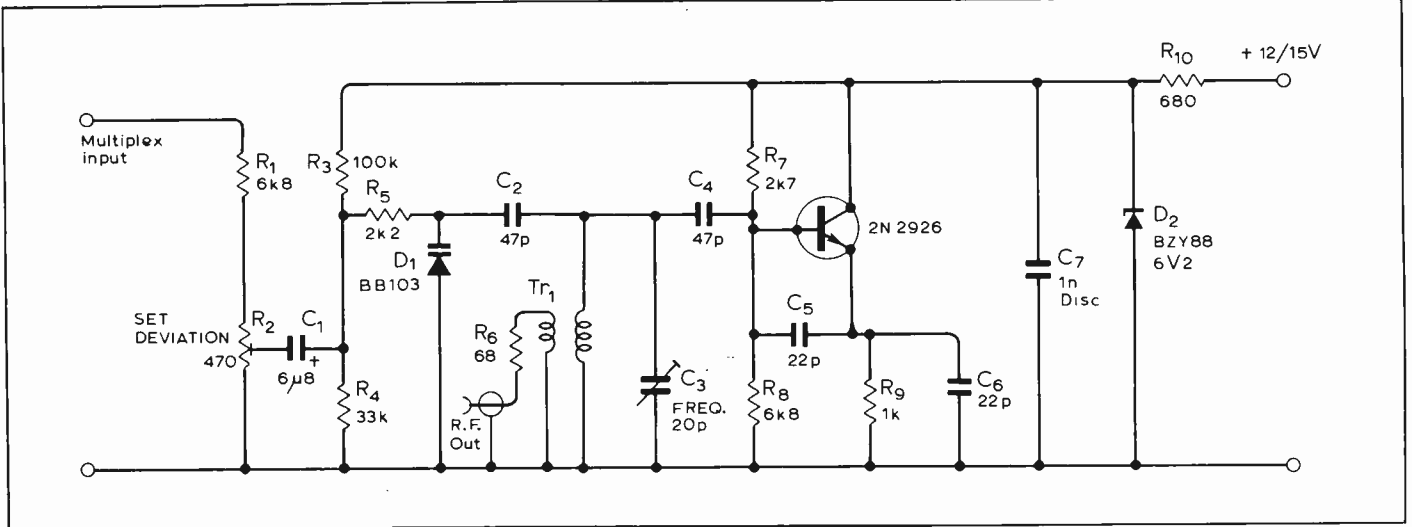 Multiplex
input
R1
6k8
SET
DEVIATION
R2
470
C1
+
6µ8
R3
100k
R4
33k
R5
2k2
D1
BB103
C2
47p
R6
68
Tr1
R.F.
Out
C3
FREQ.
20p
C4
47p
R7
2k7
2N 2926
C5
22p
R8
6k8
R9
1k
C6
22p
C7
1n
Disc
D2
BZY88
6V2
R10
680
+ 12/15V